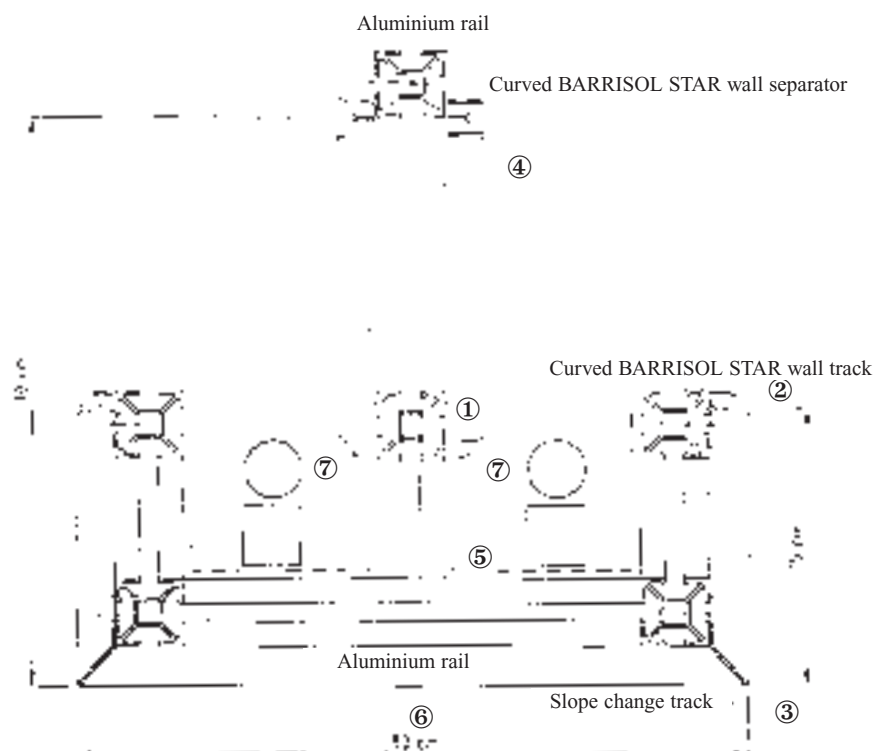 Aluminium rail
Curved BARRISOL STAR wall separator
④
Curved BARRISOL STAR wall track
②
①
⑦
⑦
⑤
Aluminium rail
Slope change track
③
⑥